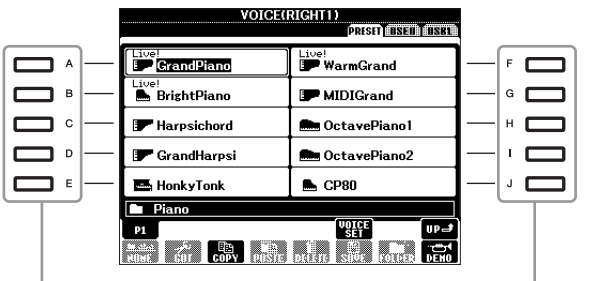 VOICE(RIGHT1)
PRESET USER USB1
A Live! GrandPiano Live! WarmGrand F
B Live! BrightPiano MIDIGrand G
C Harpsichord OctavePiano1 H
D GrandHarpsi OctavePiano2 I
E HonkyTonk CP80 J
Piano
P1 VOICE SET UP
NAME CUT COPY PASTE DELETE SAVE FOLDER DEMO